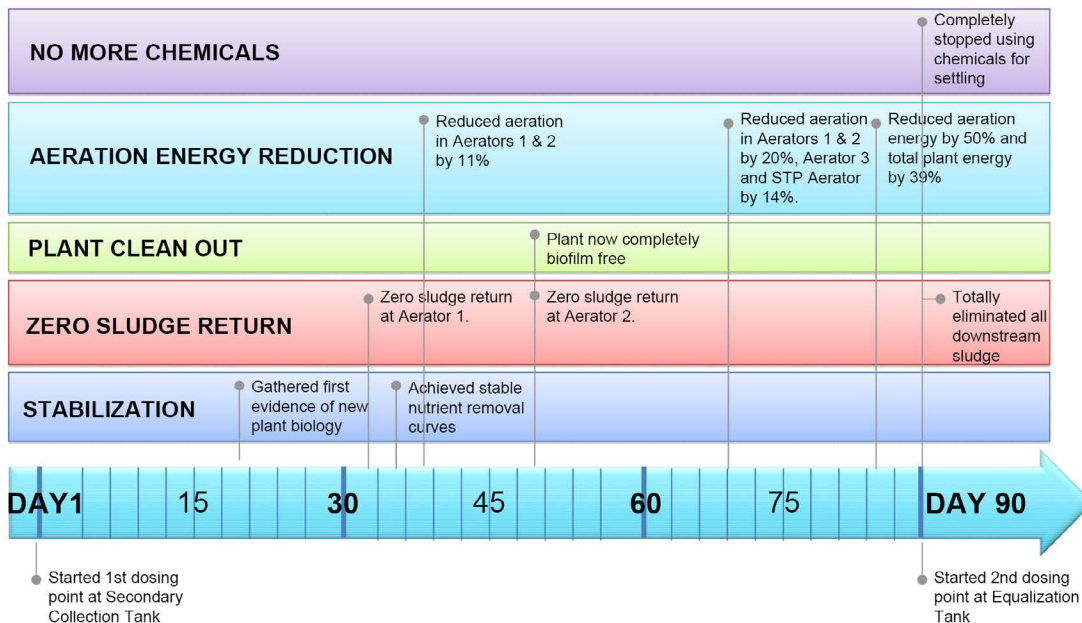 NO MORE CHEMICALS
Completely
stopped using
chemicals for
settling
AERATION ENERGY REDUCTION
Reduced aeration
in Aerators 1 & 2
by 11%
Reduced aeration
in Aerators 1 & 2
by 20%, Aerator 3
and STP Aerator
by 14%.
Reduced aeration
energy by 50% and
total plant energy
by 39%
PLANT CLEAN OUT
Plant now completely
biofilm free
ZERO SLUDGE RETURN
Zero sludge return
at Aerator 1.
Zero sludge return
at Aerator 2.
Totally
eliminated all
downstream
sludge
STABILIZATION
Gathered first
evidence of new
plant biology
Achieved stable
nutrient removal
curves
DAY1 15 30 45 60 75 DAY 90
Started 1st dosing
point at Secondary
Collection Tank
Started 2nd dosing
point at Equalization
Tank